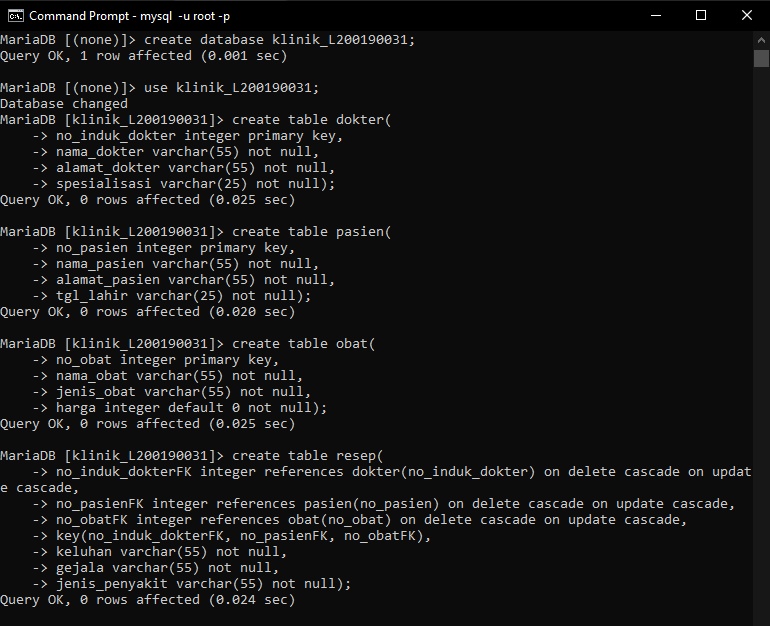 Command Prompt - mysql -u root -p
MariaDB [(none)]> create database klinik_L200190031;
Query OK, 1 row affected (0.001 sec)
MariaDB [(none)]> use klinik_L200190031;
Database changed
MariaDB [klinik_L200190031]> create table dokter(
    -> no_induk_dokter integer primary key,
    -> nama_dokter varchar(55) not null,
    -> alamat_dokter varchar(55) not null,
    -> spesialisasi varchar(25) not null);
Query OK, 0 rows affected (0.025 sec)
MariaDB [klinik_L200190031]> create table pasien(
    -> no_pasien integer primary key,
    -> nama_pasien varchar(55) not null,
    -> alamat_pasien varchar(55) not null,
    -> tgl_lahir varchar(25) not null);
Query OK, 0 rows affected (0.020 sec)
MariaDB [klinik_L200190031]> create table obat(
    -> no_obat integer primary key,
    -> nama_obat varchar(55) not null,
    -> jenis_obat varchar(55) not null,
    -> harga integer default 0 not null);
Query OK, 0 rows affected (0.025 sec)
MariaDB [klinik_L200190031]> create table resep(
    -> no_induk_dokterFK integer references dokter(no_induk_dokter) on delete cascade on updat
e cascade,
    -> no_pasienFK integer references pasien(no_pasien) on delete cascade on update cascade,
    -> no_obatFK integer references obat(no_obat) on delete cascade on update cascade,
    -> key(no_induk_dokterFK, no_pasienFK, no_obatFK),
    -> keluhan varchar(55) not null,
    -> gejala varchar(55) not null,
    -> jenis_penyakit varchar(55) not null);
Query OK, 0 rows affected (0.024 sec)